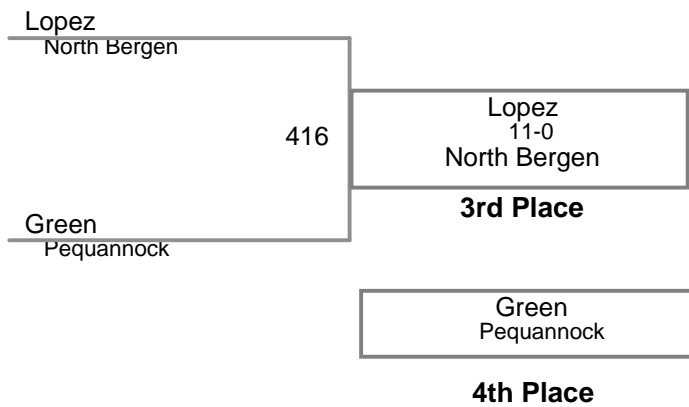 Lopez
North Bergen
416
Lopez
11-0
North Bergen
3rd Place
Green
Pequannock
Green
Pequannock
4th Place